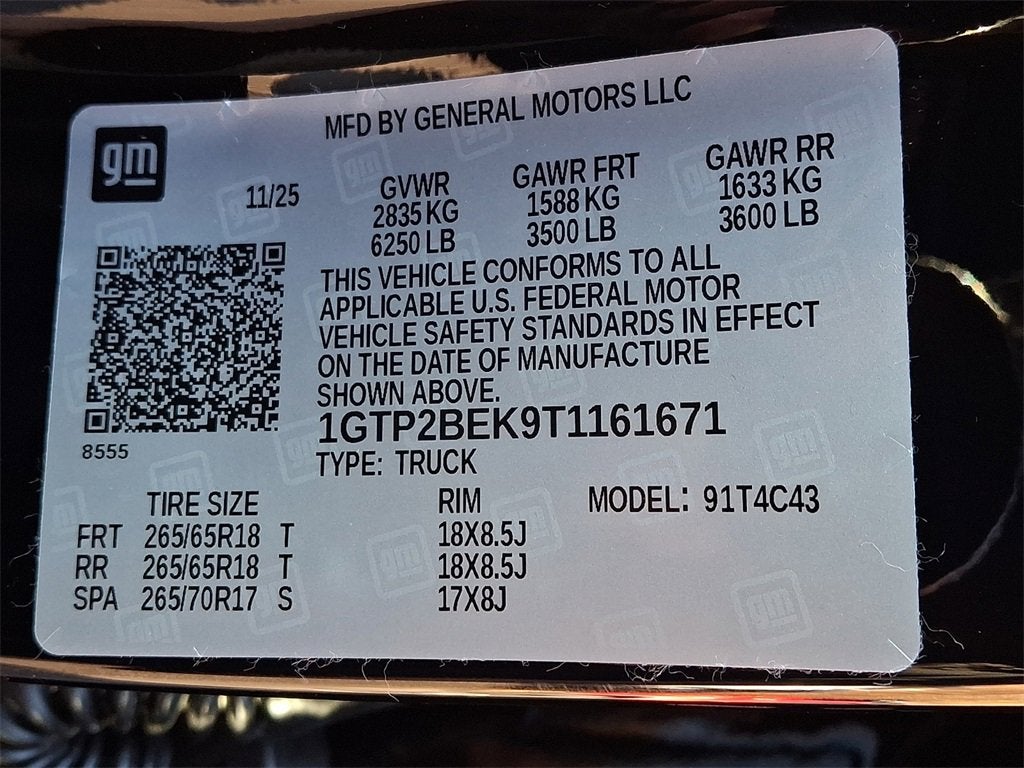 MFD BY GENERAL MOTORS LLC
gm
11/25
GVWR GAWR FRT GAWR RR
2835 KG 1588 KG 1633 KG
6250 LB 3500 LB 3600 LB
THIS VEHICLE CONFORMS TO ALL
APPLICABLE U.S. FEDERAL MOTOR
VEHICLE SAFETY STANDARDS IN EFFECT
ON THE DATE OF MANUFACTURE
SHOWN ABOVE.
1GTP2BEK9T1161671
8555
TYPE: TRUCK
TIRE SIZE RIM MODEL: 91T4C43
FRT 265/65R18 T 18X8.5J
RR 265/65R18 T 18X8.5J
SPA 265/70R17 S 17X8J